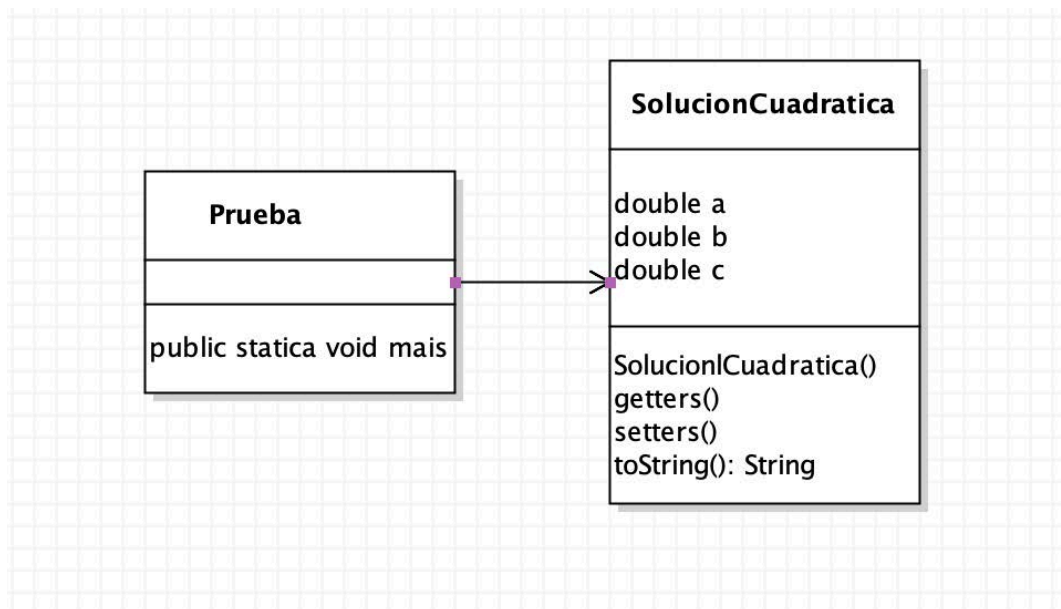 Prueba
public statica void mais
SolucionCuadratica
double a
double b
double c
SolucionlCuadratica()
getters()
setters()
toString(): String